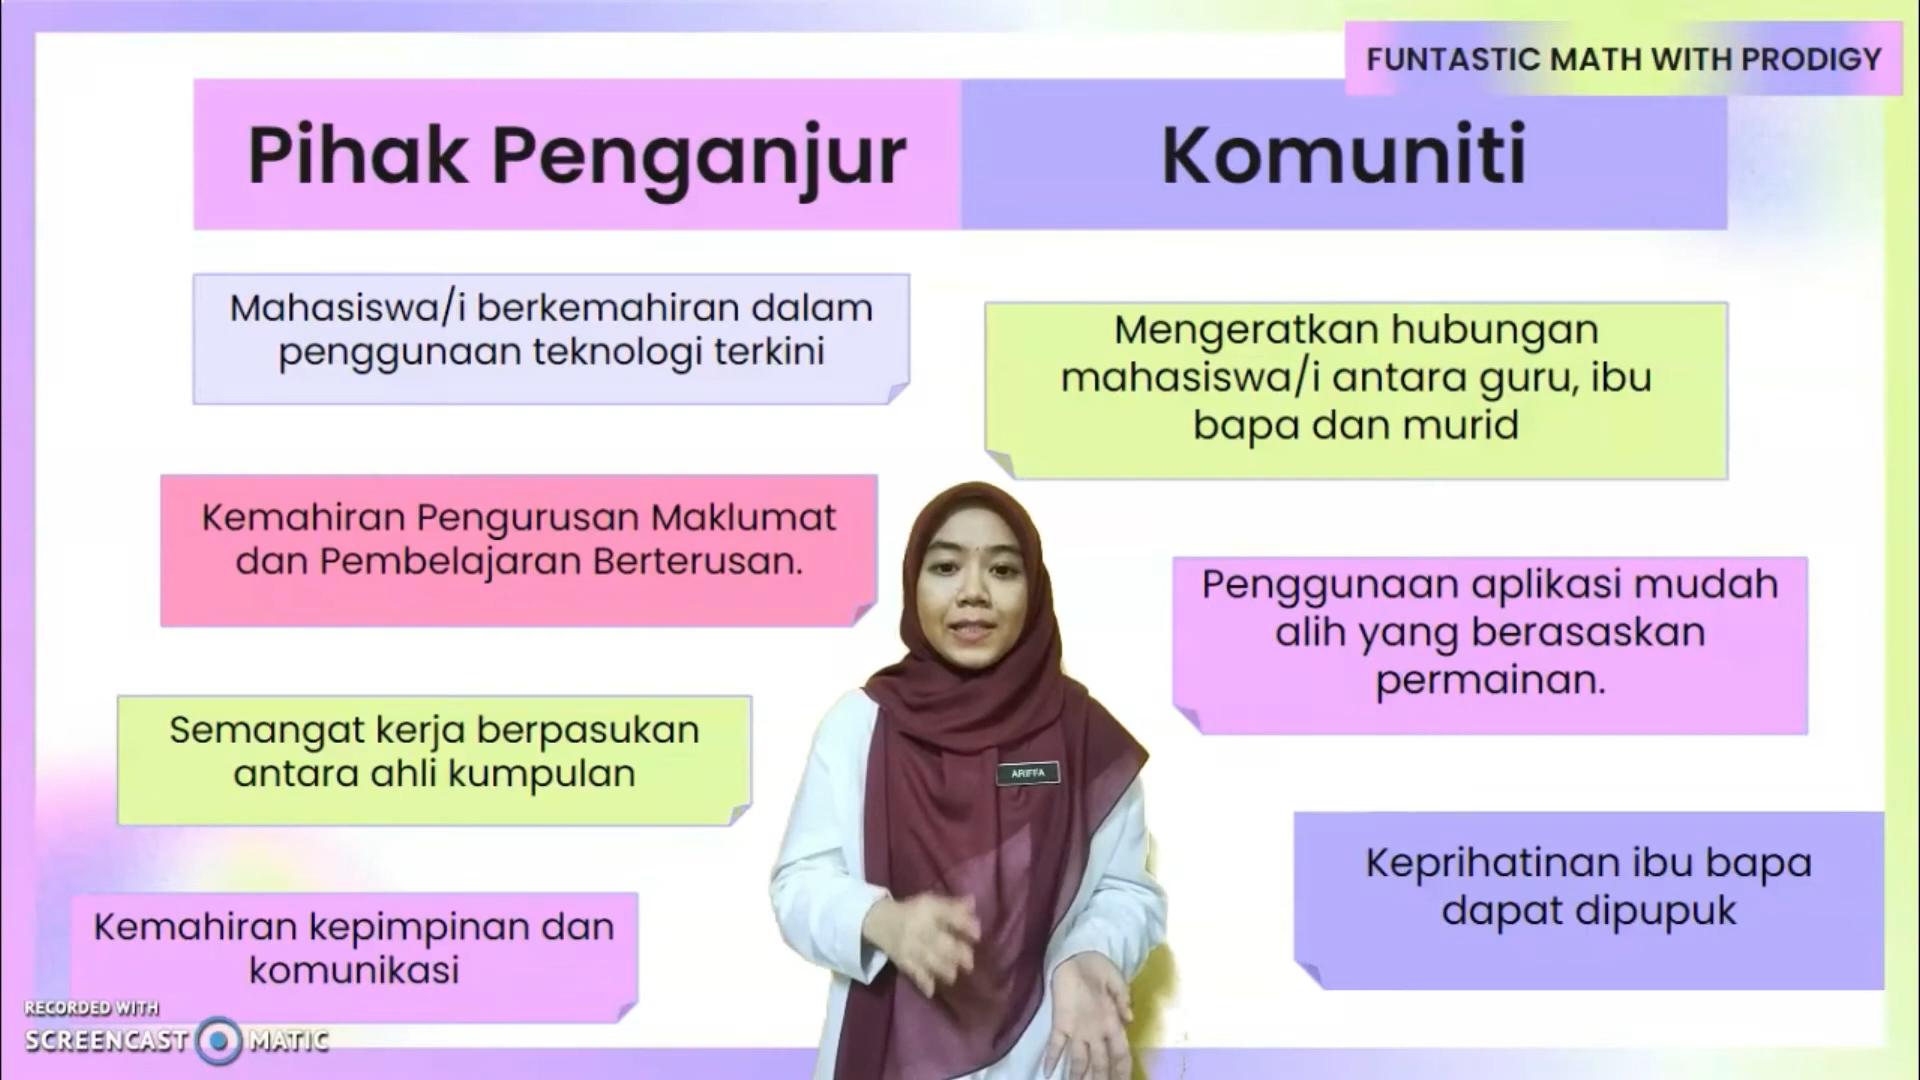 FUNTASTIC MATH WITH PRODIGY
Pihak Penganjur
Komuniti
Mahasiswa/i berkemahiran dalam
penggunaan teknologi terkini
Kemahiran Pengurusan Maklumat
dan Pembelajaran Berterusan.
Semangat kerja berpasukan
antara ahli kumpulan
Kemahiran kepimpinan dan
komunikasi
Mengeratkan hubungan
mahasiswa/i antara guru, ibu
bapa dan murid
Penggunaan aplikasi mudah
alih yang berasaskan
permainan.
Keprihatinan ibu bapa
dapat dipupuk
ARIFFA
RECORDED WITH
SCREENCAST MATIC